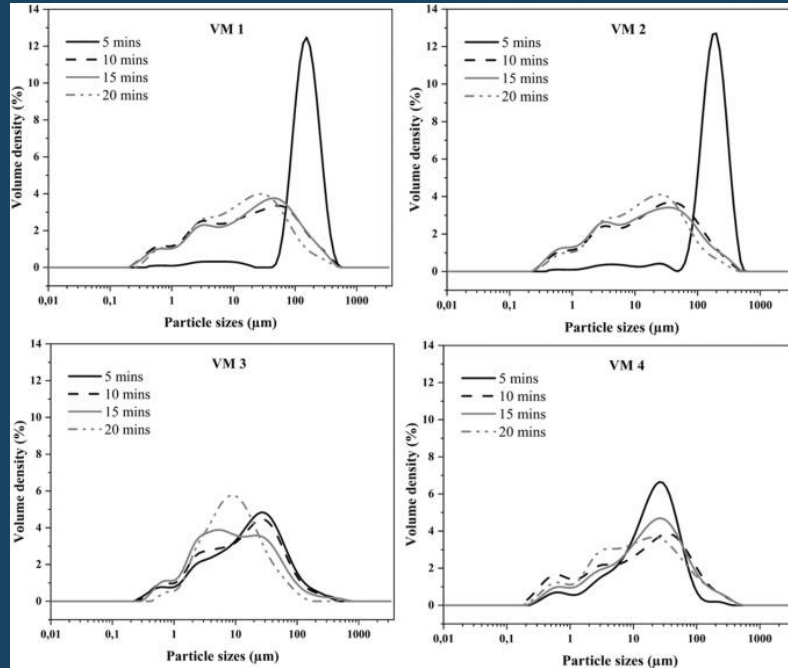 VM 1
5 mins
10 mins
15 mins
20 mins
Volume density (%)
14
12
10
8
6
4
2
0
0,01 0,1 1 10 100 1000
Particle sizes (µm)
VM 2
5 mins
10 mins
15 mins
20 mins
Volume density (%)
14
12
10
8
6
4
2
0
0,01 0,1 1 10 100 1000
Particle sizes (µm)
VM 3
5 mins
10 mins
15 mins
20 mins
Volume density (%)
14
12
10
8
6
4
2
0
0,01 0,1 1 10 100 1000
Particle sizes (µm)
VM 4
5 mins
10 mins
15 mins
20 mins
Volume density (%)
14
12
10
8
6
4
2
0
0,01 0,1 1 10 100 1000
Particle sizes (µm)